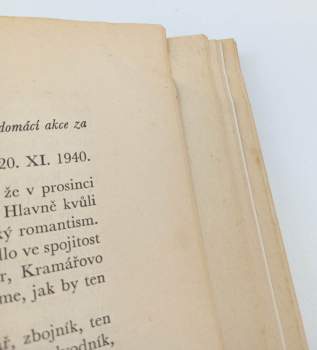 domácí akce za
20. XI. 1940.
že v prosinci
Hlavně kvůli
ký romantism.
llo ve spojitost
r, Kramářovo
me, jak by ten
ř, zbojník, ten